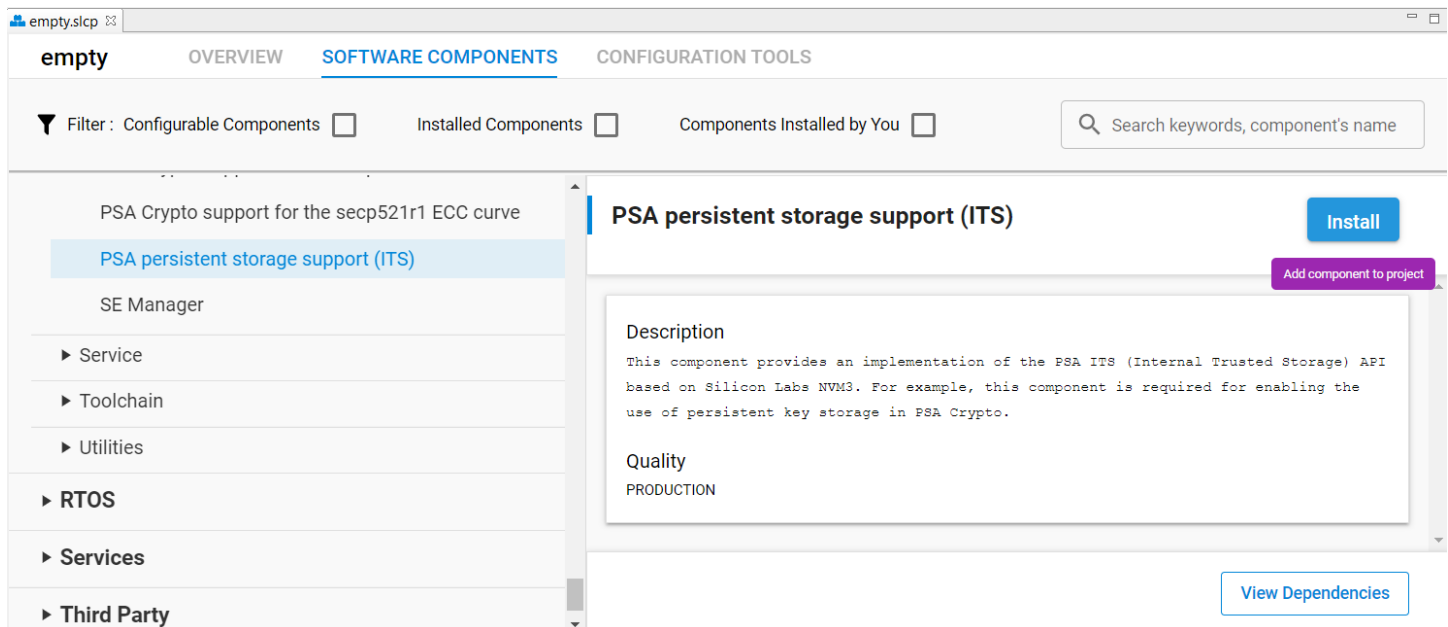 empty.slcp
empty OVERVIEW SOFTWARE COMPONENTS CONFIGURATION TOOLS
Filter : Configurable Components Installed Components Components Installed by You Search keywords, component's name
PSA Crypto support for the secp521r1 ECC curve
PSA persistent storage support (ITS)
SE Manager
Service
Toolchain
Utilities
RTOS
Services
Third Party
PSA persistent storage support (ITS)
Install
Add component to project
Description
This component provides an implementation of the PSA ITS (Internal Trusted Storage) API
based on Silicon Labs NVM3. For example, this component is required for enabling the
use of persistent key storage in PSA Crypto.
Quality
PRODUCTION
View Dependencies